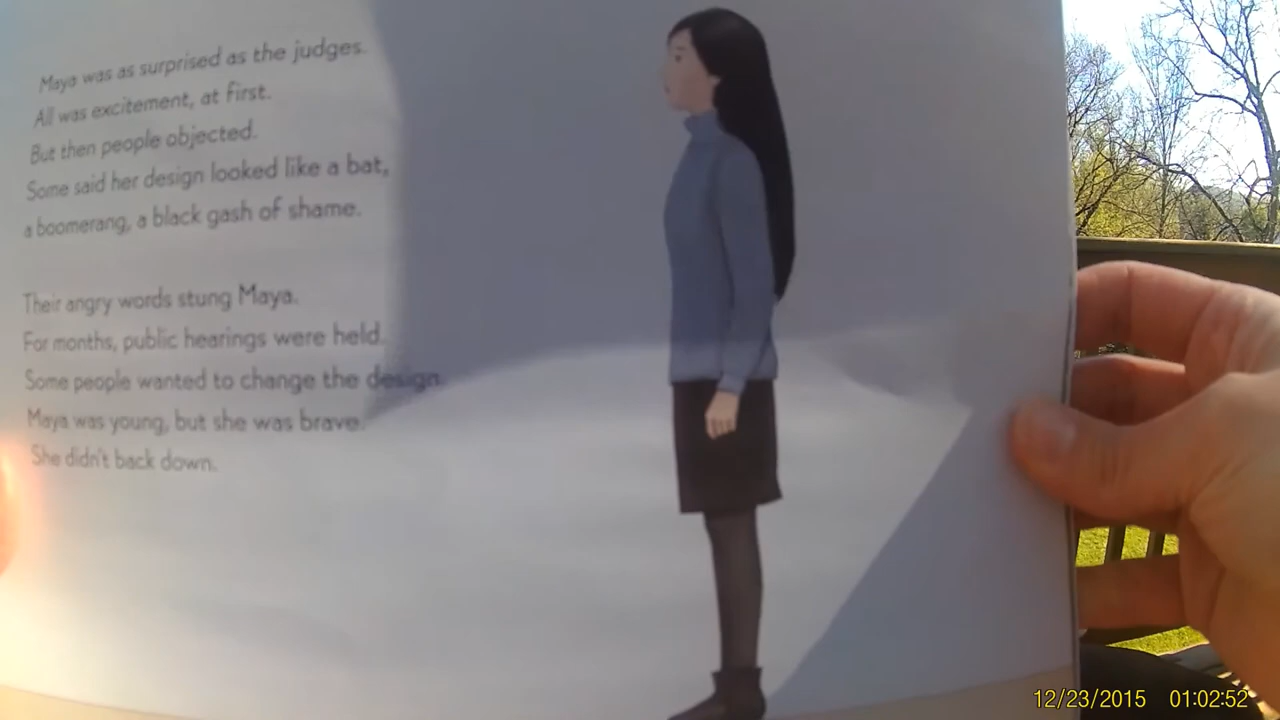 Maya was as surprised as the judges.
All was excitement, at first.
But then people objected.
Some said her design looked like a bat,
a boomerang, a black gash of shame.
Their angry words stung Maya.
For months, public hearings were held.
Some people wanted to change the design.
Maya was young, but she was brave.
She didn't back down.
12/23/2015 01:02:52